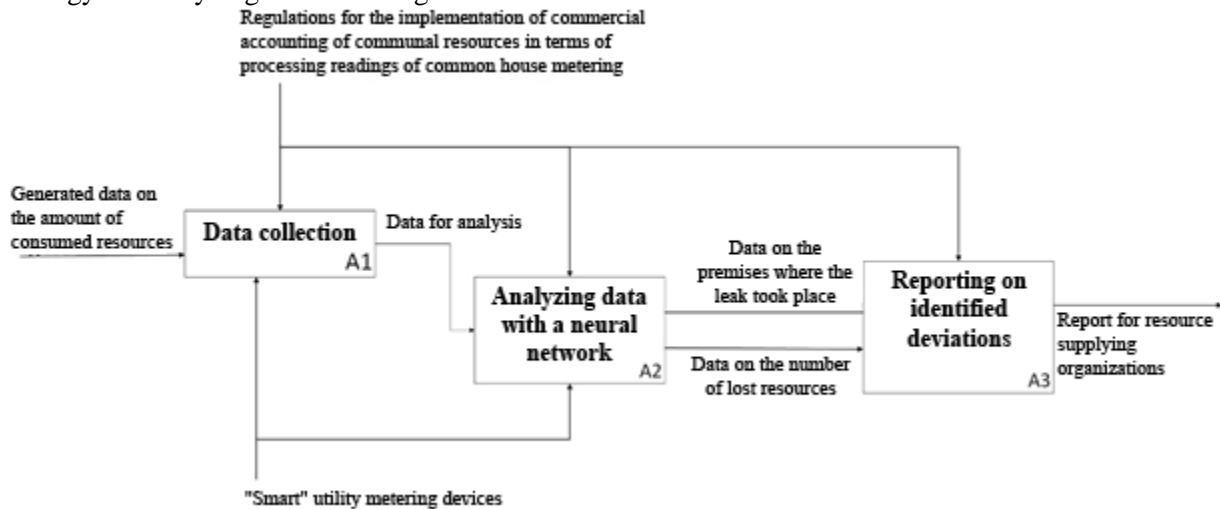 Regulations for the implementation of commercial
accounting of communal resources in terms of
processing readings of common house metering
Generated data on
the amount of
consumed resources
Data collection
A1
Data for analysis
Analyzing data
with a neural
network
A2
Data on the
premises where the
leak took place
Data on the number
of lost resources
Reporting on
identified
deviations
A3
Report for resource
supplying
organizations
"Smart" utility metering devices